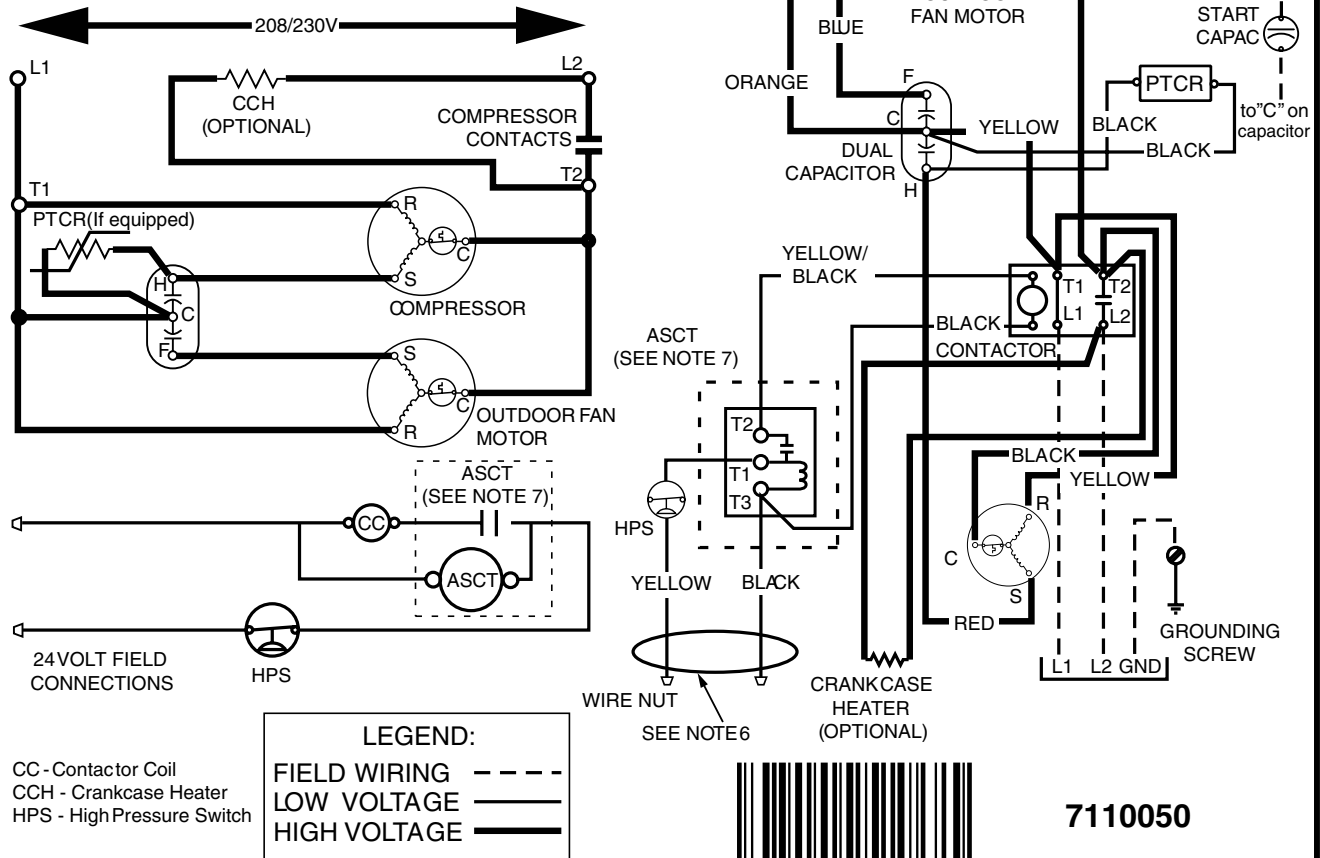 208/230V
L1
L2
CCH
(OPTIONAL)
COMPRESSOR
CONTACTS
T2
T1
PTCR(If equipped)
R
C
S
COMPRESSOR
H
C
F
S
C
R
OUTDOOR FAN
MOTOR
ASCT
(SEE NOTE 7)
CC
ASCT
HPS
24 VOLT FIELD
CONNECTIONS
CC - Contactor Coil
CCH - Crankcase Heater
HPS - High Pressure Switch
LEGEND:
FIELD WIRING
LOW VOLTAGE
HIGH VOLTAGE
FAN MOTOR
BLUE
ORANGE
F
C
H
DUAL
CAPACITOR
YELLOW
BLACK
BLACK
PTCR
START
CAPAC
to"C" on
capacitor
YELLOW/
BLACK
BLACK
T1
T2
L1
L2
CONTACTOR
ASCT
(SEE NOTE 7)
T2
T1
T3
HPS
YELLOW
BLACK
WIRE NUT
SEE NOTE 6
BLACK
YELLOW
R
C
S
RED
CRANKCASE
HEATER
(OPTIONAL)
L1
L2
GND
GROUNDING
SCREW
7110050